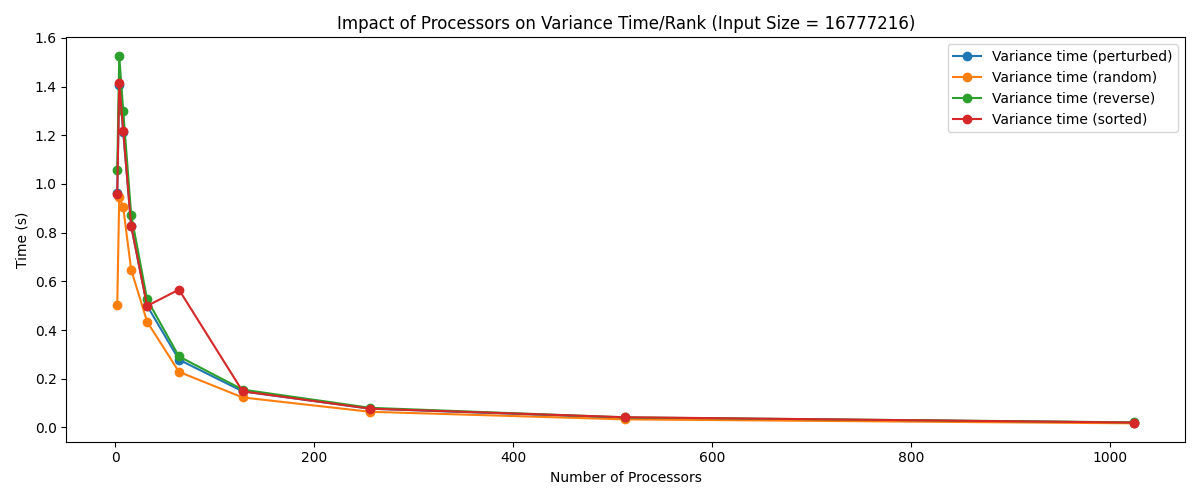 Impact of Processors on Variance Time/Rank (Input Size = 16777216)
Time (s)
1.6
1.4
1.2
1.0
0.8
0.6
0.4
0.2
0.0
Variance time (perturbed)
Variance time (random)
Variance time (reverse)
Variance time (sorted)
0 200 400 600 800 1000
Number of Processors